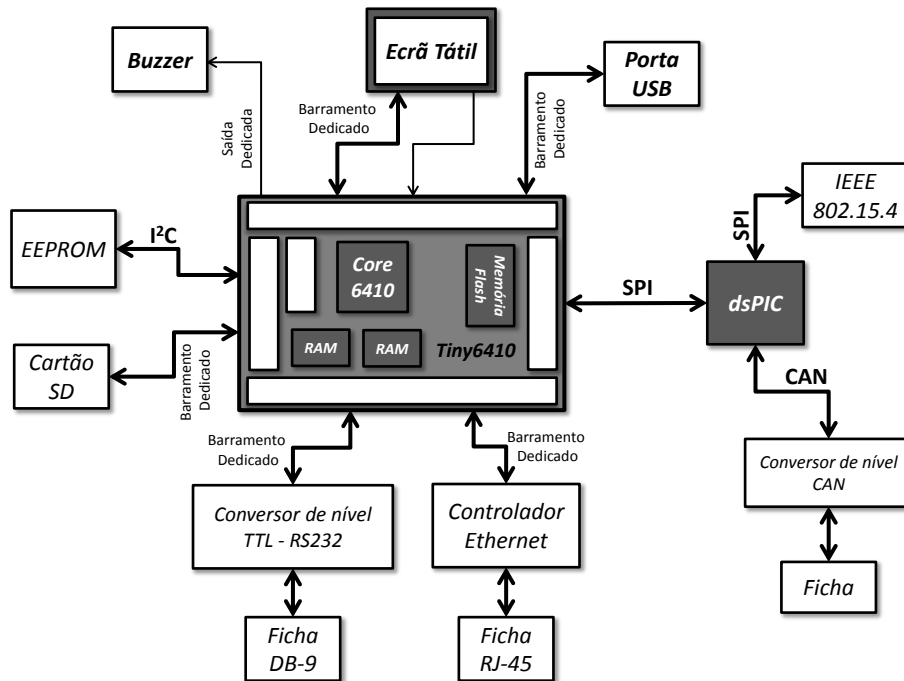 Buzzer
Ecrã Tátil
Porta
USB
Barramento
Dedicado
Saída
Dedicada
Barramento
Dedicado
IEEE
802.15.4
SPI
EEPROM
I²C
Core
6410
Memória
Flash
SPI
dsPIC
RAM
RAM
Tiny6410
Cartão
SD
Barramento
Dedicado
CAN
Barramento
Dedicado
Barramento
Dedicado
Conversor de nível
TTL - RS232
Controlador
Ethernet
Conversor de nível
CAN
Ficha
Ficha
DB-9
Ficha
RJ-45